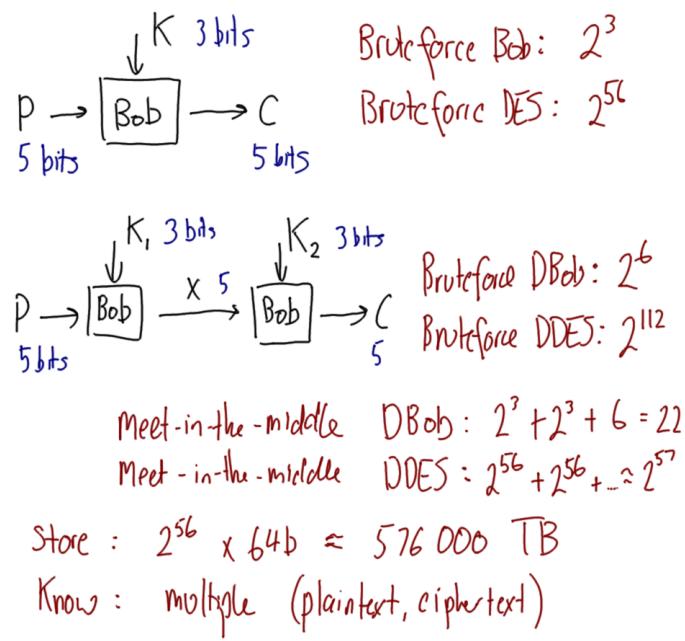 K 3 bits
Bruteforce Bob: 2^3
P → Bob → C
Bruteforce DES: 2^56
5 bits 5 bits
K1 3 bits K2 3 bits
Bruteforce DBob: 2^6
P → Bob X 5 → Bob → C
Bruteforce DDES: 2^112
5 bits 5
Meet-in-the-middle DBob: 2^3 + 2^3 + 6 = 22
Meet-in-the-middle DDES: 2^56 + 2^56 + ... ≈ 2^57
Store: 2^56 x 64b ≈ 576 000 TB
Know: multiple (plaintext, ciphertext)